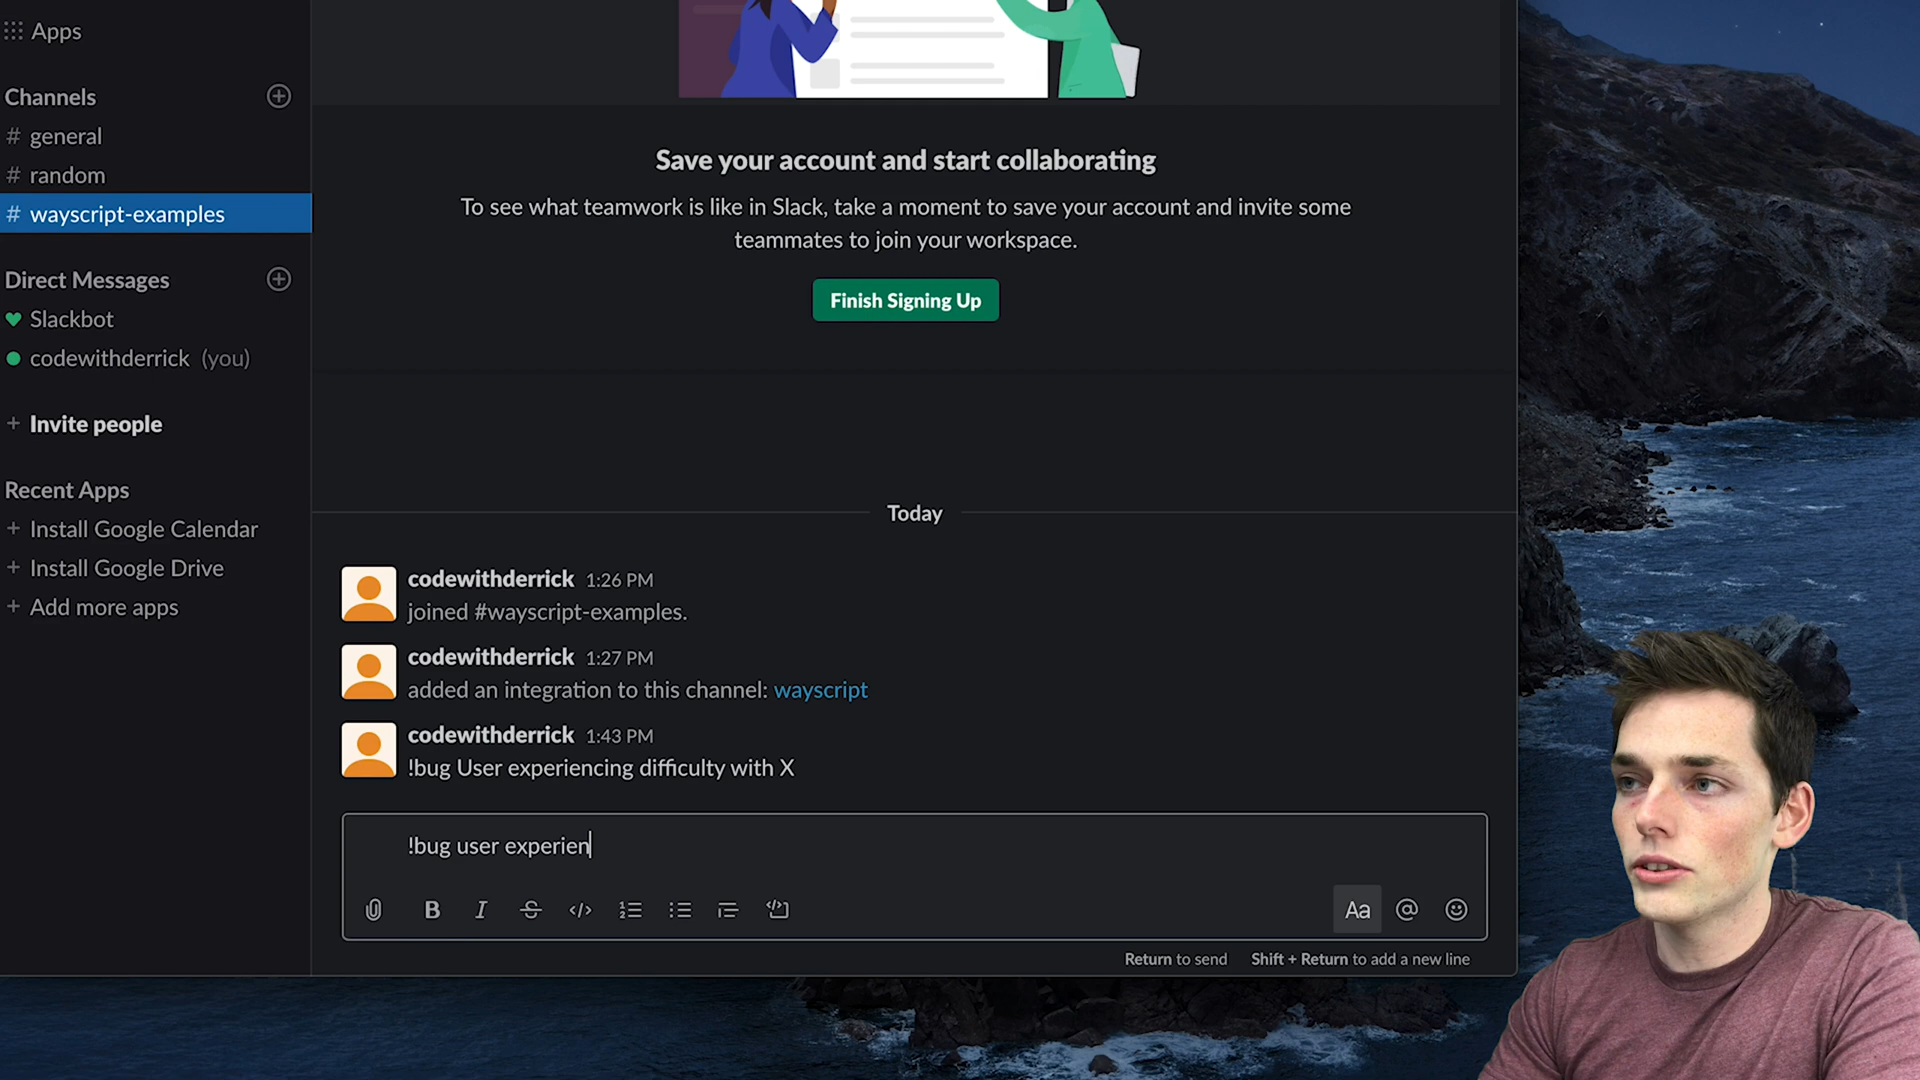 Apps
Channels
# general
# random
# wayscript-examples
Direct Messages
Slackbot
codewithderrick (you)
+ Invite people
Recent Apps
+ Install Google Calendar
+ Install Google Drive
+ Add more apps
Save your account and start collaborating
To see what teamwork is like in Slack, take a moment to save your account and invite some
teammates to join your workspace.
Finish Signing Up
Today
codewithderrick 1:26 PM
joined #wayscript-examples.
codewithderrick 1:27 PM
added an integration to this channel: wayscript
codewithderrick 1:43 PM
!bug User experiencing difficulty with X
!bug user experien
B I S </> Aa @
Return to send Shift + Return to add a new line